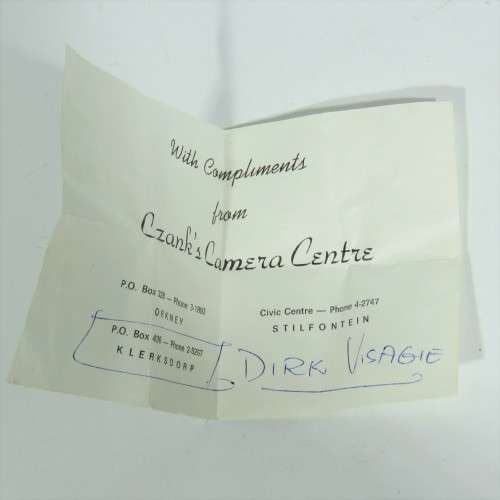 With Compliments
from
Czank's Camera Centre
P.O. Box 328 — Phone 3-1860
ORKNEY
Civic Centre — Phone 4-2747
STILFONTEIN
P.O. Box 406 — Phone 2-5257
KLERKSDORP
DIRK VISAGIE